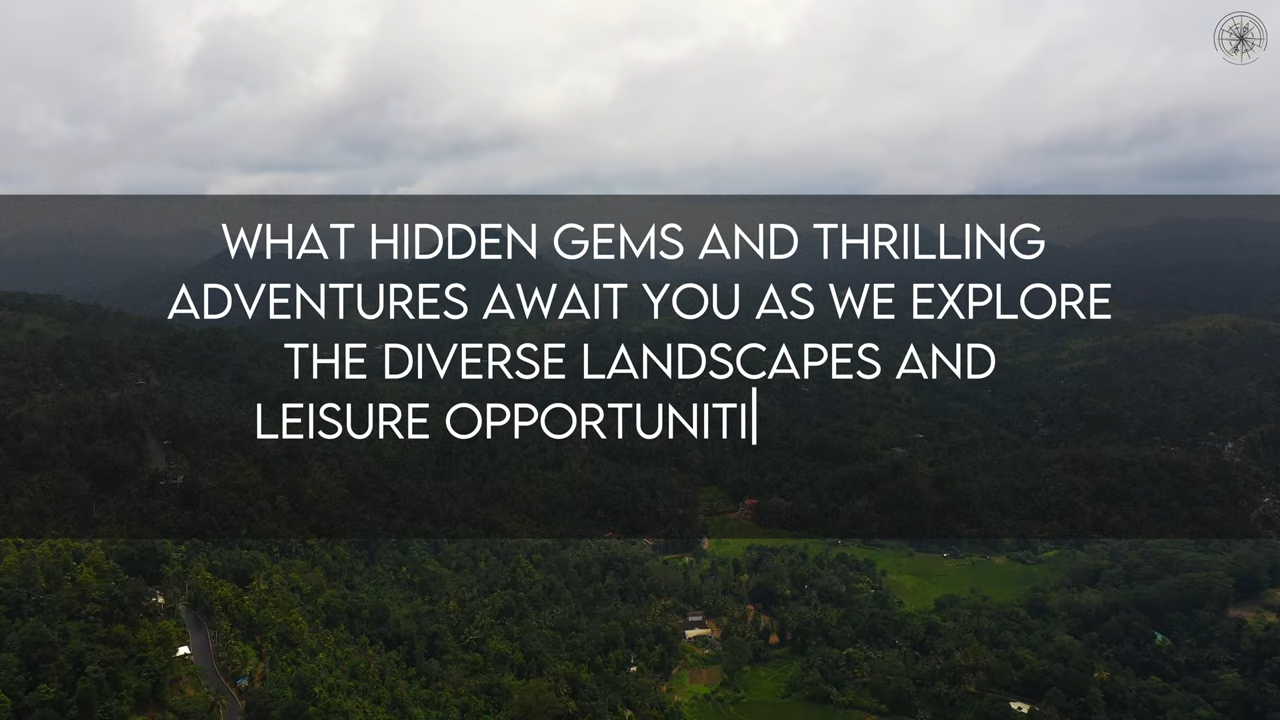 WHAT HIDDEN GEMS AND THRILLING
ADVENTURES AWAIT YOU AS WE EXPLORE
THE DIVERSE LANDSCAPES AND
LEISURE OPPORTUNITI